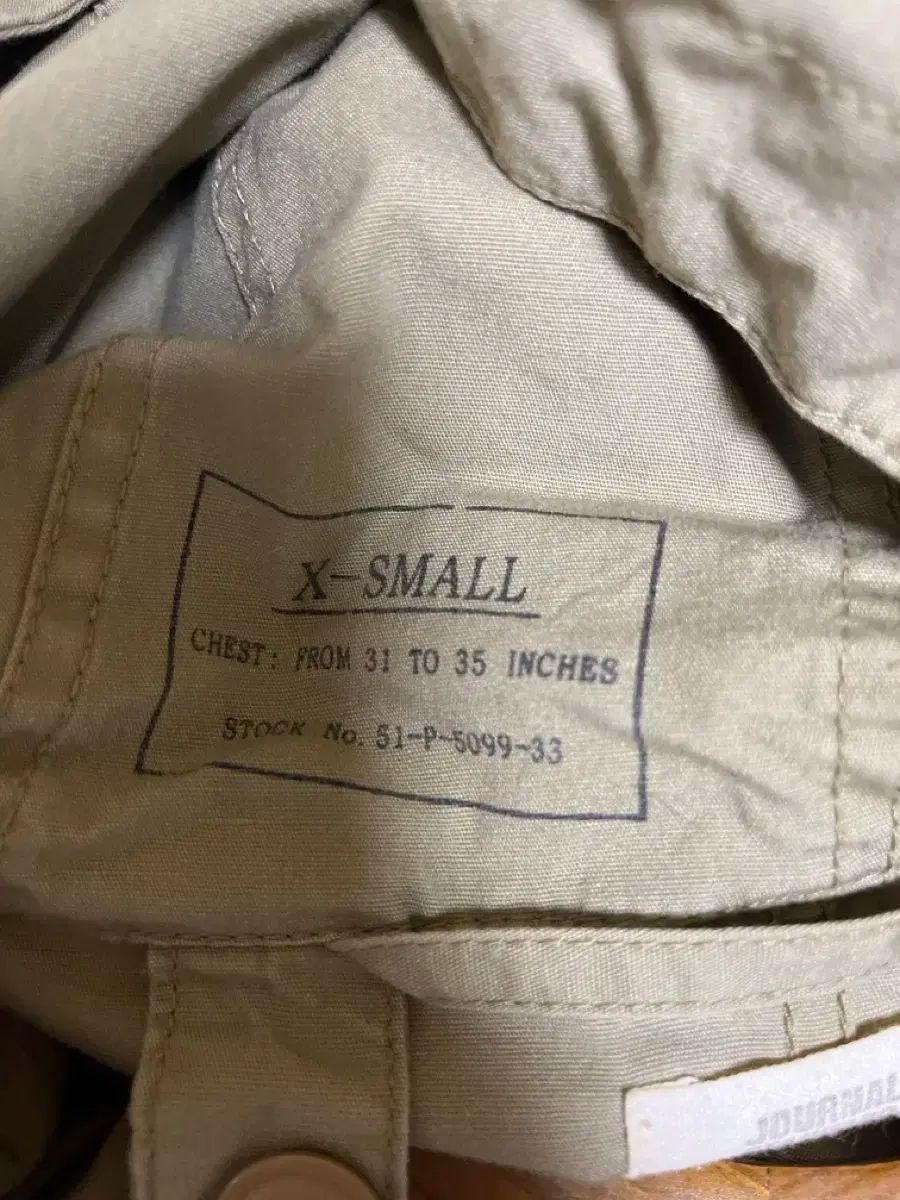 X-SMALL
CHEST: FROM 31 TO 35 INCHES
STOCK No. 51-P-5099-33
JOURNAL